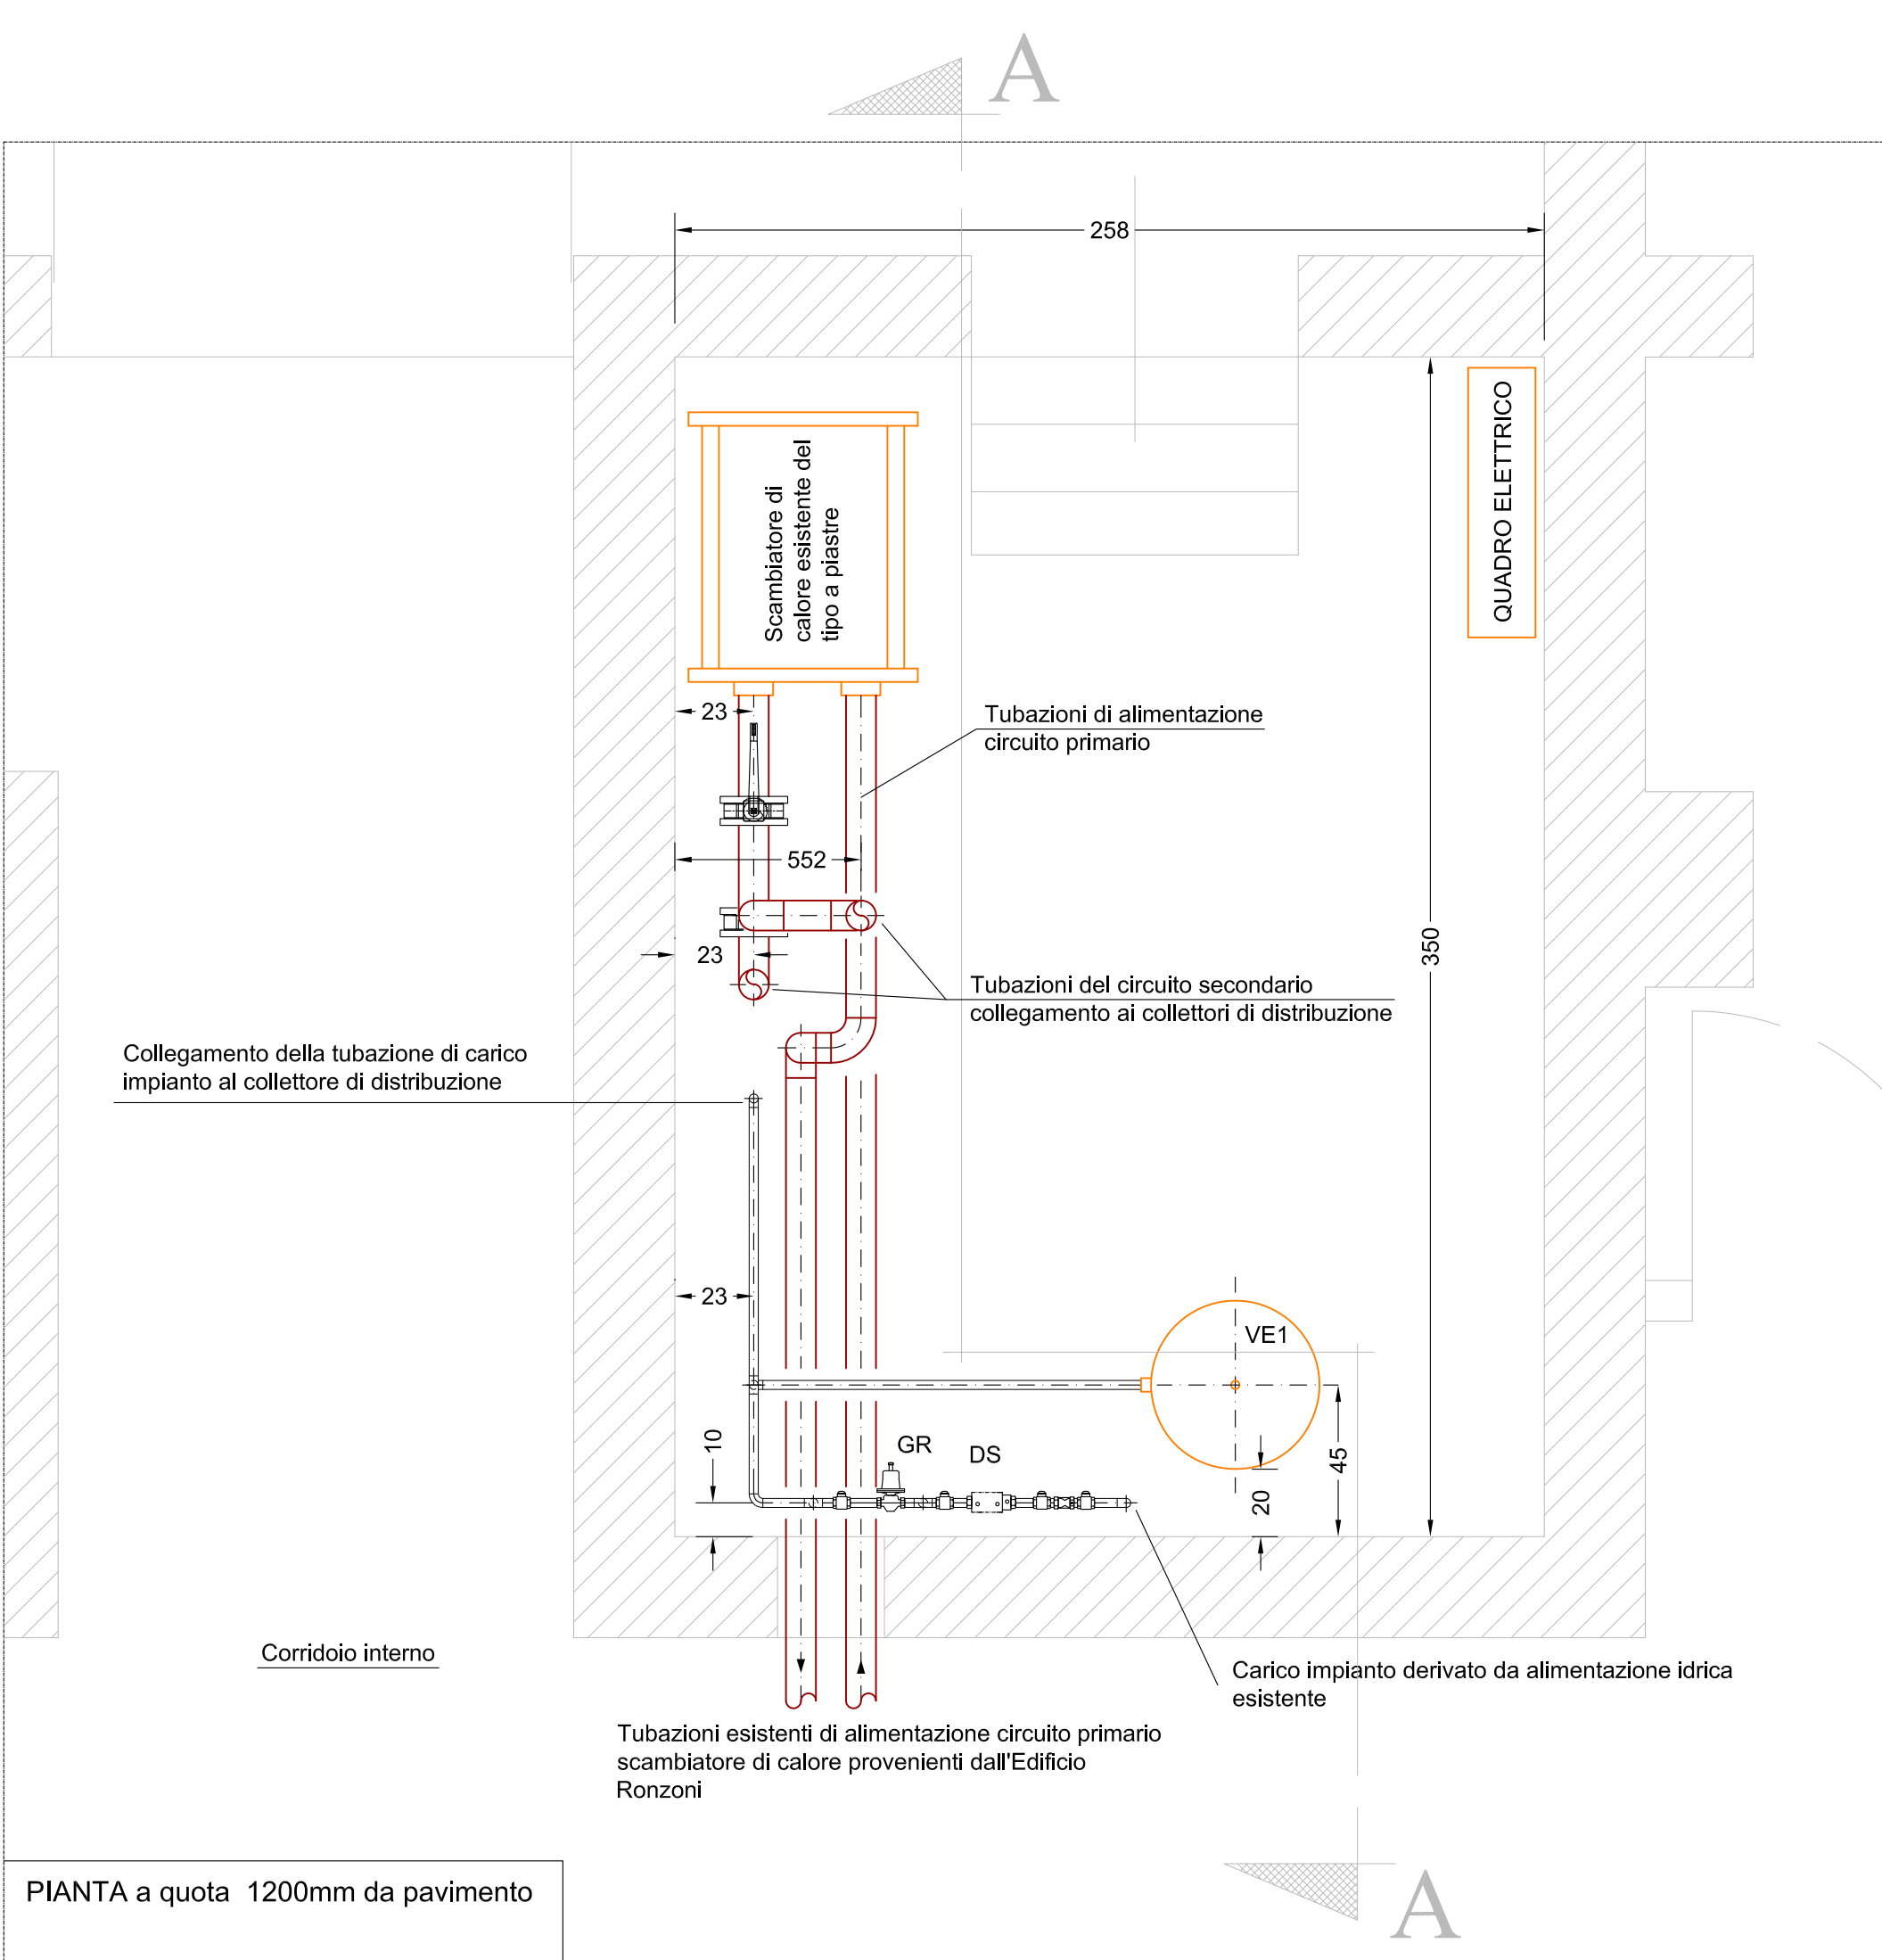 A
258
Scambiatore di
calore esistente del
tipo a piastre
QUADRO ELETTRICO
23
Tubazioni di alimentazione
circuito primario
552
350
23
Tubazioni del circuito secondario
collegamento ai collettori di distribuzione
Collegamento della tubazione di carico
impianto al collettore di distribuzione
23
VE1
10
GR
DS
45
20
Corridoio interno
Carico impianto derivato da alimentazione idrica
esistente
Tubazioni esistenti di alimentazione circuito primario
scambiatore di calore provenienti dall'Edificio
Ronzoni
PIANTA a quota  1200mm da pavimento
A